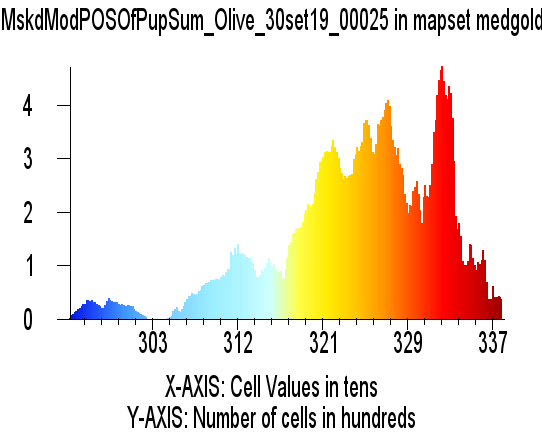 MskdModPOSOfPupSum_Olive_30set19_00025 in mapset medgold
4
3
2
1
0
303 312 321 329 337
X-AXIS: Cell Values in tens
Y-AXIS: Number of cells in hundreds